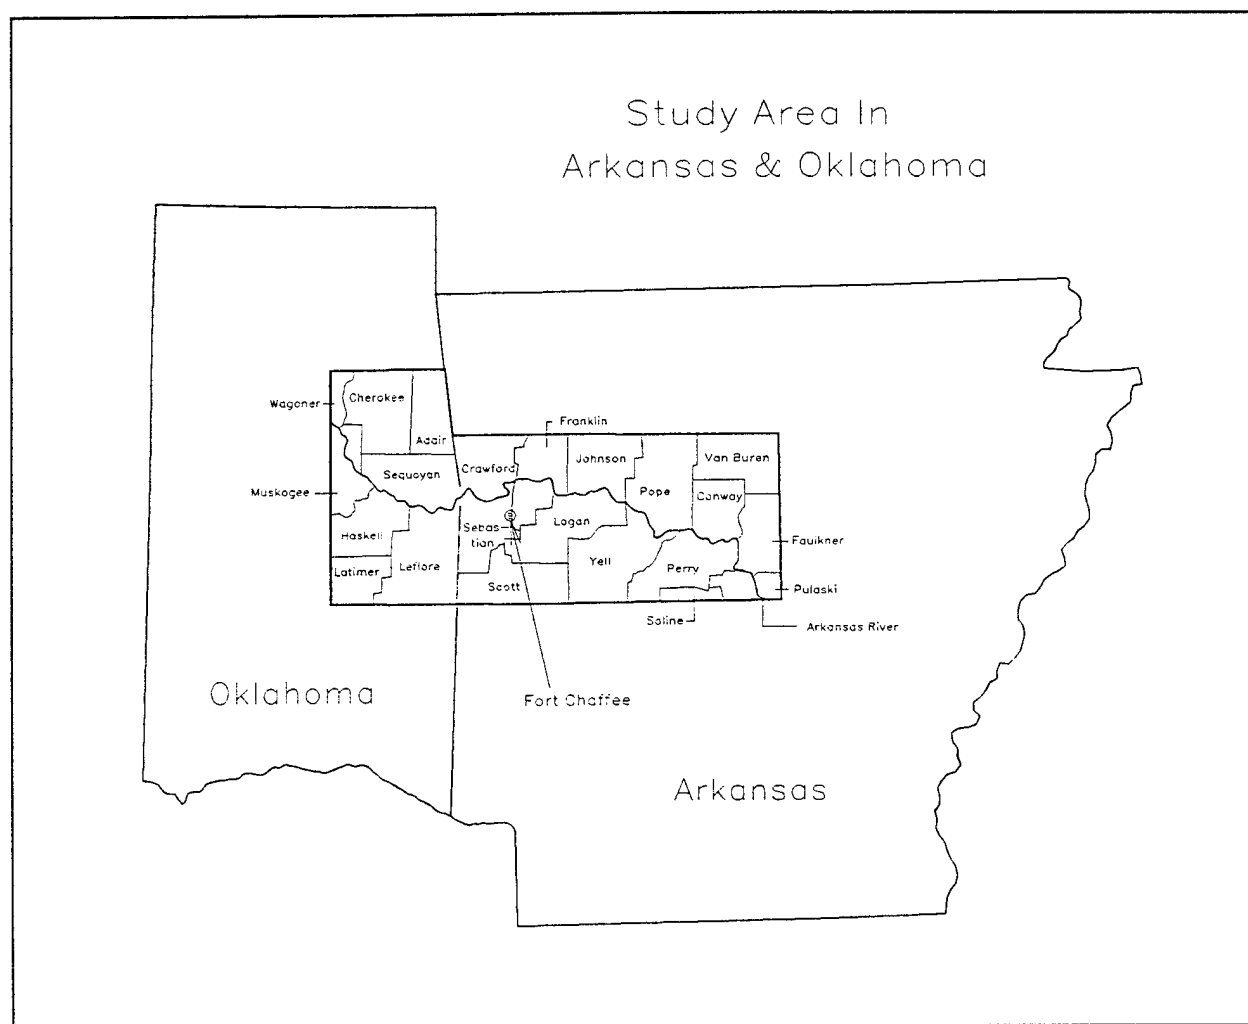 Study Area In
Arkansas & Oklahoma
Wagoner
Cherokee
Adair
Franklin
Sequoyan
Crawford
Johnson
Van Buren
Muskogee
Pope
Conway
Haskell
Sebas
tian
Logan
Faulkner
Latimer
Leflore
Scott
Yell
Perry
Pulaski
Saline
Arkansas River
Oklahoma
Fort Chaffee
Arkansas